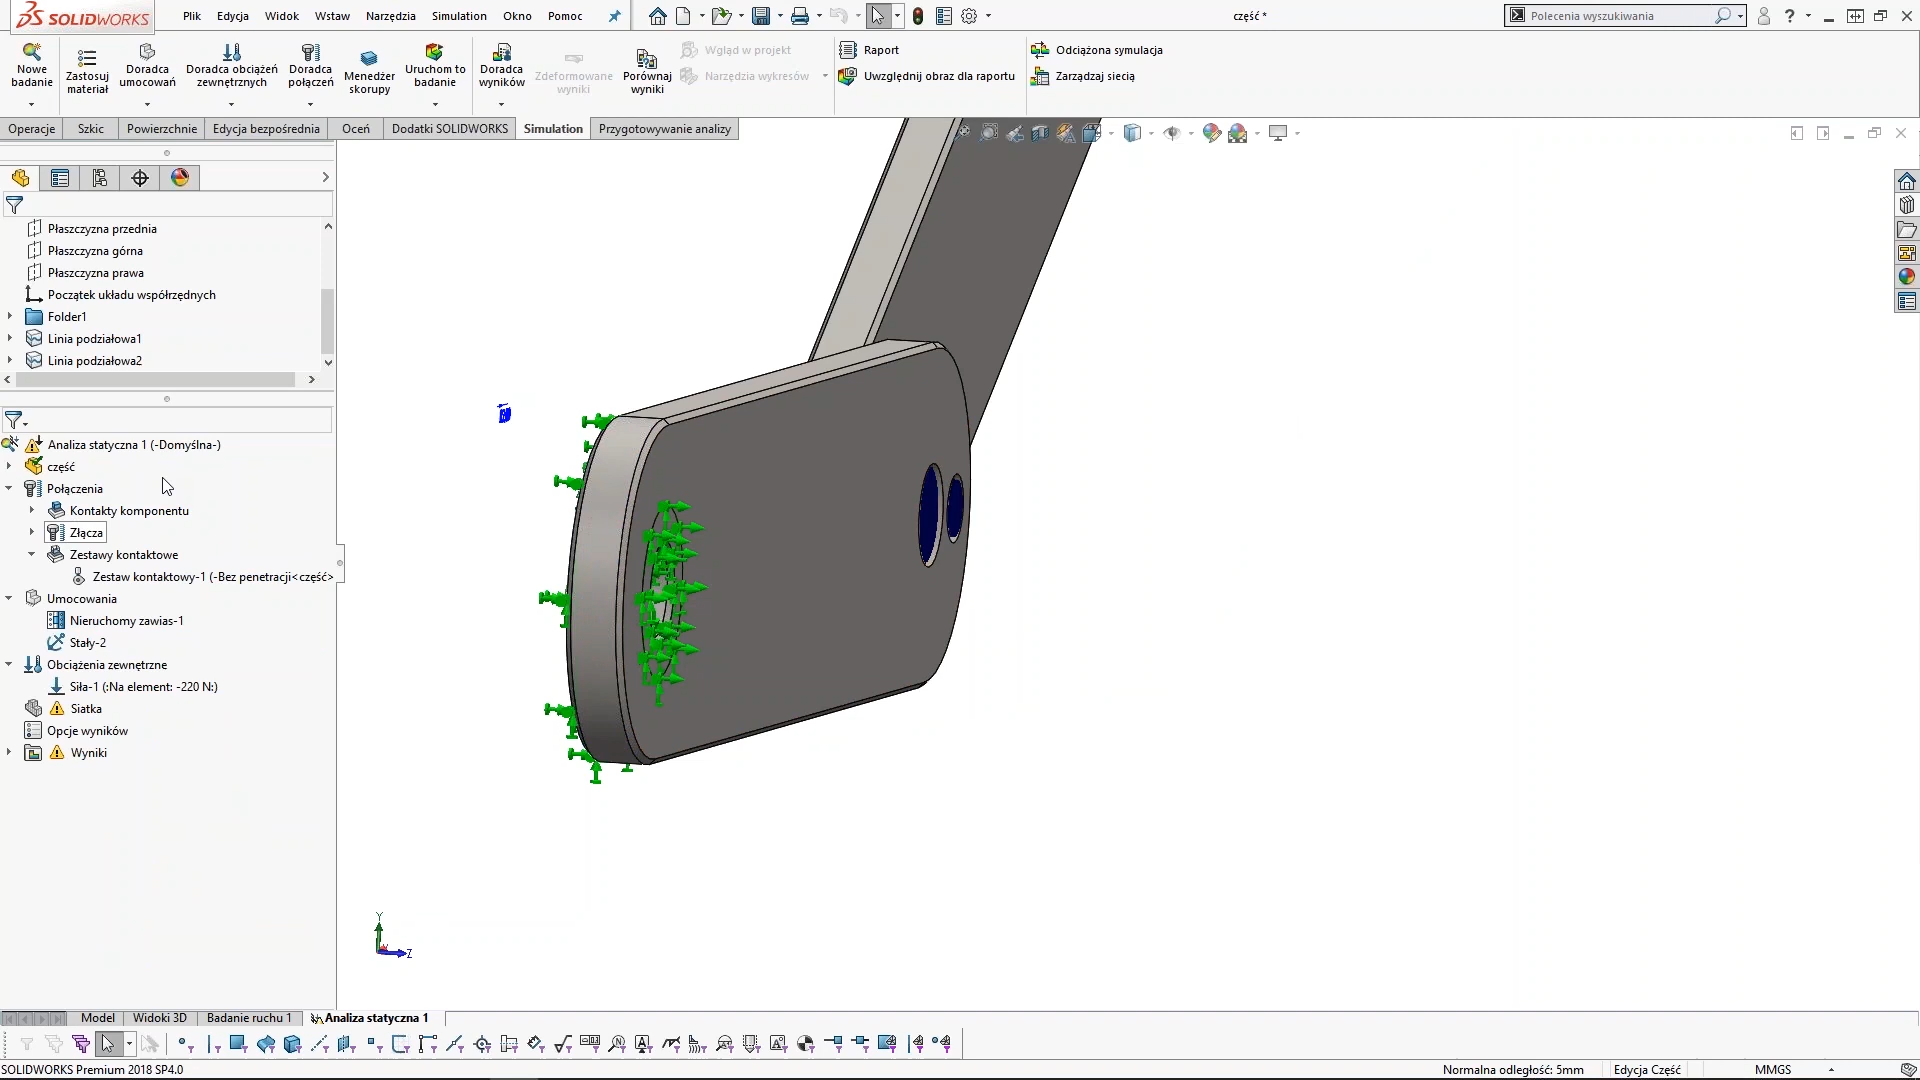 SOLIDWORKS Plik Edycja Widok Wstaw Narzędzia Simulation Okno Pomoc część * Polecenia wyszukiwania ?
Nowe badanie
Zastosuj materiał
Doradca umocowań
Doradca obciążeń zewnętrznych
Doradca połączeń
Menedżer skorupy
Uruchom to badanie
Doradca wyników
Zdeformowane wyniki
Porównaj wyniki
Wgląd w projekt
Narzędzia wykresów
Raport
Uwzględnij obraz dla raportu
Odciążona symulacja
Zarządzaj siecią
Operacje Szkic Powierzchnie Edycja bezpośrednia Oceń Dodatki SOLIDWORKS Simulation Przygotowywanie analizy
Płaszczyzna przednia
Płaszczyzna górna
Płaszczyzna prawa
Początek układu współrzędnych
Folder1
Linia podziałowa1
Linia podziałowa2
Analiza statyczna 1 (-Domyślna-)
część
Połączenia
Kontakty komponentu
Złącza
Zestawy kontaktowe
Zestaw kontaktowy-1 (-Bez penetracji<część>
Umocowania
Nieruchomy zawias-1
Stały-2
Obciążenia zewnętrzne
Siła-1 (:Na element: -220 N:)
Siatka
Opcje wyników
Wyniki
Y
Z
Model Widoki 3D Badanie ruchu 1 Analiza statyczna 1
SOLIDWORKS Premium 2018 SP4.0 Normalna odległość: 5mm Edycja Część MMGS